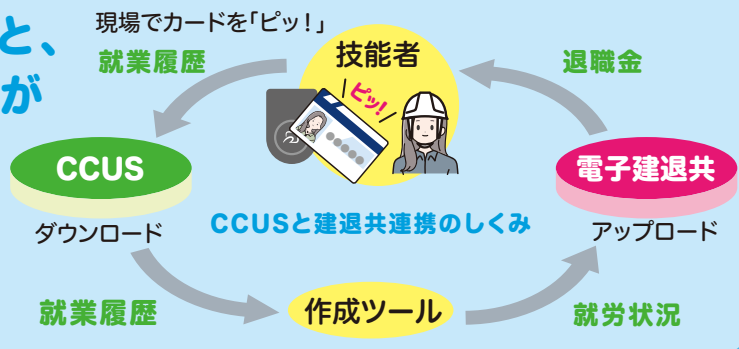 と、
が
現場でカードを「ピッ!」
就業履歴
技能者
ピッ!
退職金
CCUS
電子建退共
ダウンロード
CCUSと建退共連携のしくみ
アップロード
就業履歴
作成ツール
就労状況